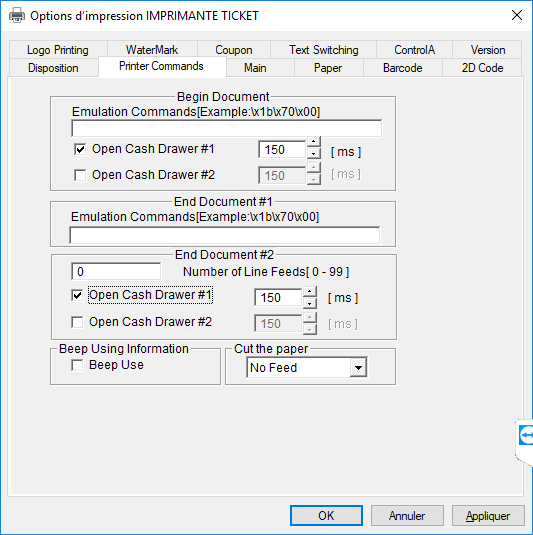 Options d'impression IMPRIMANTE TICKET
Logo Printing WaterMark Coupon Text Switching ControlA Version
Disposition Printer Commands Main Paper Barcode 2D Code
Begin Document
Emulation Commands[Example:\x1b\x70\x00]
Open Cash Drawer #1 150 [ ms ]
Open Cash Drawer #2 150 [ ms ]
End Document #1
Emulation Commands[Example:\x1b\x70\x00]
End Document #2
0 Number of Line Feeds[ 0 - 99 ]
Open Cash Drawer #1 150 [ ms ]
Open Cash Drawer #2 150 [ ms ]
Beep Using Information Cut the paper
Beep Use No Feed
OK Annuler Appliquer